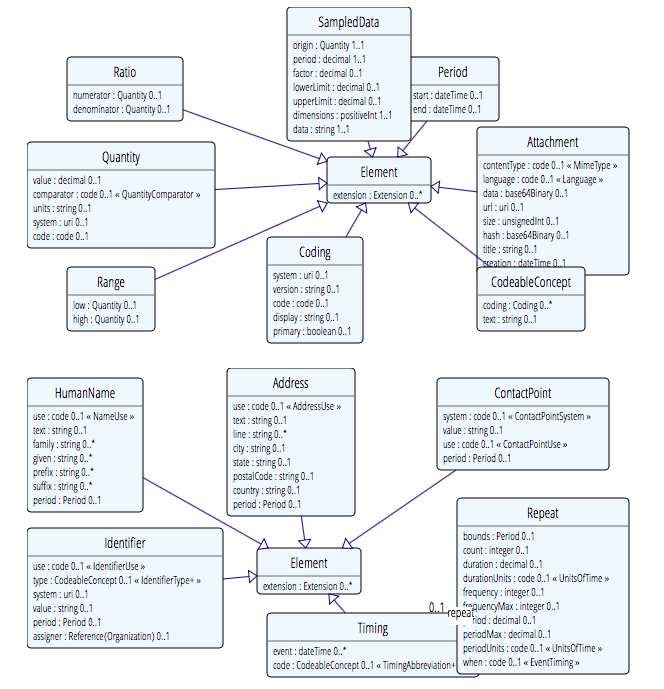 SampledData
origin : Quantity 1..1
period : decimal 1..1
factor : decimal 0..1
lowerLimit : decimal 0..1
upperLimit : decimal 0..1
dimensions : positiveInt 1..1
data : string 1..1
Ratio
numerator : Quantity 0..1
denominator : Quantity 0..1
Period
start : dateTime 0..1
end : dateTime 0..1
Quantity
value : decimal 0..1
comparator : code 0..1 « QuantityComparator »
units : string 0..1
system : uri 0..1
code : code 0..1
Element
extension : Extension 0..*
Attachment
contentType : code 0..1 « MimeType »
language : code 0..1 « Language »
data : base64Binary 0..1
url : uri 0..1
size : unsignedInt 0..1
hash : base64Binary 0..1
title : string 0..1
creation : dateTime 0..1
Range
low : Quantity 0..1
high : Quantity 0..1
Coding
system : uri 0..1
version : string 0..1
code : code 0..1
display : string 0..1
primary : boolean 0..1
CodeableConcept
coding : Coding 0..*
text : string 0..1
HumanName
use : code 0..1 « NameUse »
text : string 0..1
family : string 0..*
given : string 0..*
prefix : string 0..*
suffix : string 0..*
period : Period 0..1
Address
use : code 0..1 « AddressUse »
text : string 0..1
line : string 0..*
city : string 0..1
state : string 0..1
postalCode : string 0..1
country : string 0..1
period : Period 0..1
ContactPoint
system : code 0..1 « ContactPointSystem »
value : string 0..1
use : code 0..1 « ContactPointUse »
period : Period 0..1
Identifier
use : code 0..1 « IdentifierUse »
type : CodeableConcept 0..1 « IdentifierType+ »
system : uri 0..1
value : string 0..1
period : Period 0..1
assigner : Reference(Organization) 0..1
Element
extension : Extension 0..*
Repeat
bounds : Period 0..1
count : integer 0..1
duration : decimal 0..1
durationUnits : code 0..1 « UnitsOfTime »
frequency : integer 0..1
frequencyMax : integer 0..1
period : decimal 0..1
periodMax : decimal 0..1
periodUnits : code 0..1 « UnitsOfTime »
when : code 0..1 « EventTiming »
0..1 repeat
Timing
event : dateTime 0..*
code : CodeableConcept 0..1 « TimingAbbreviation+